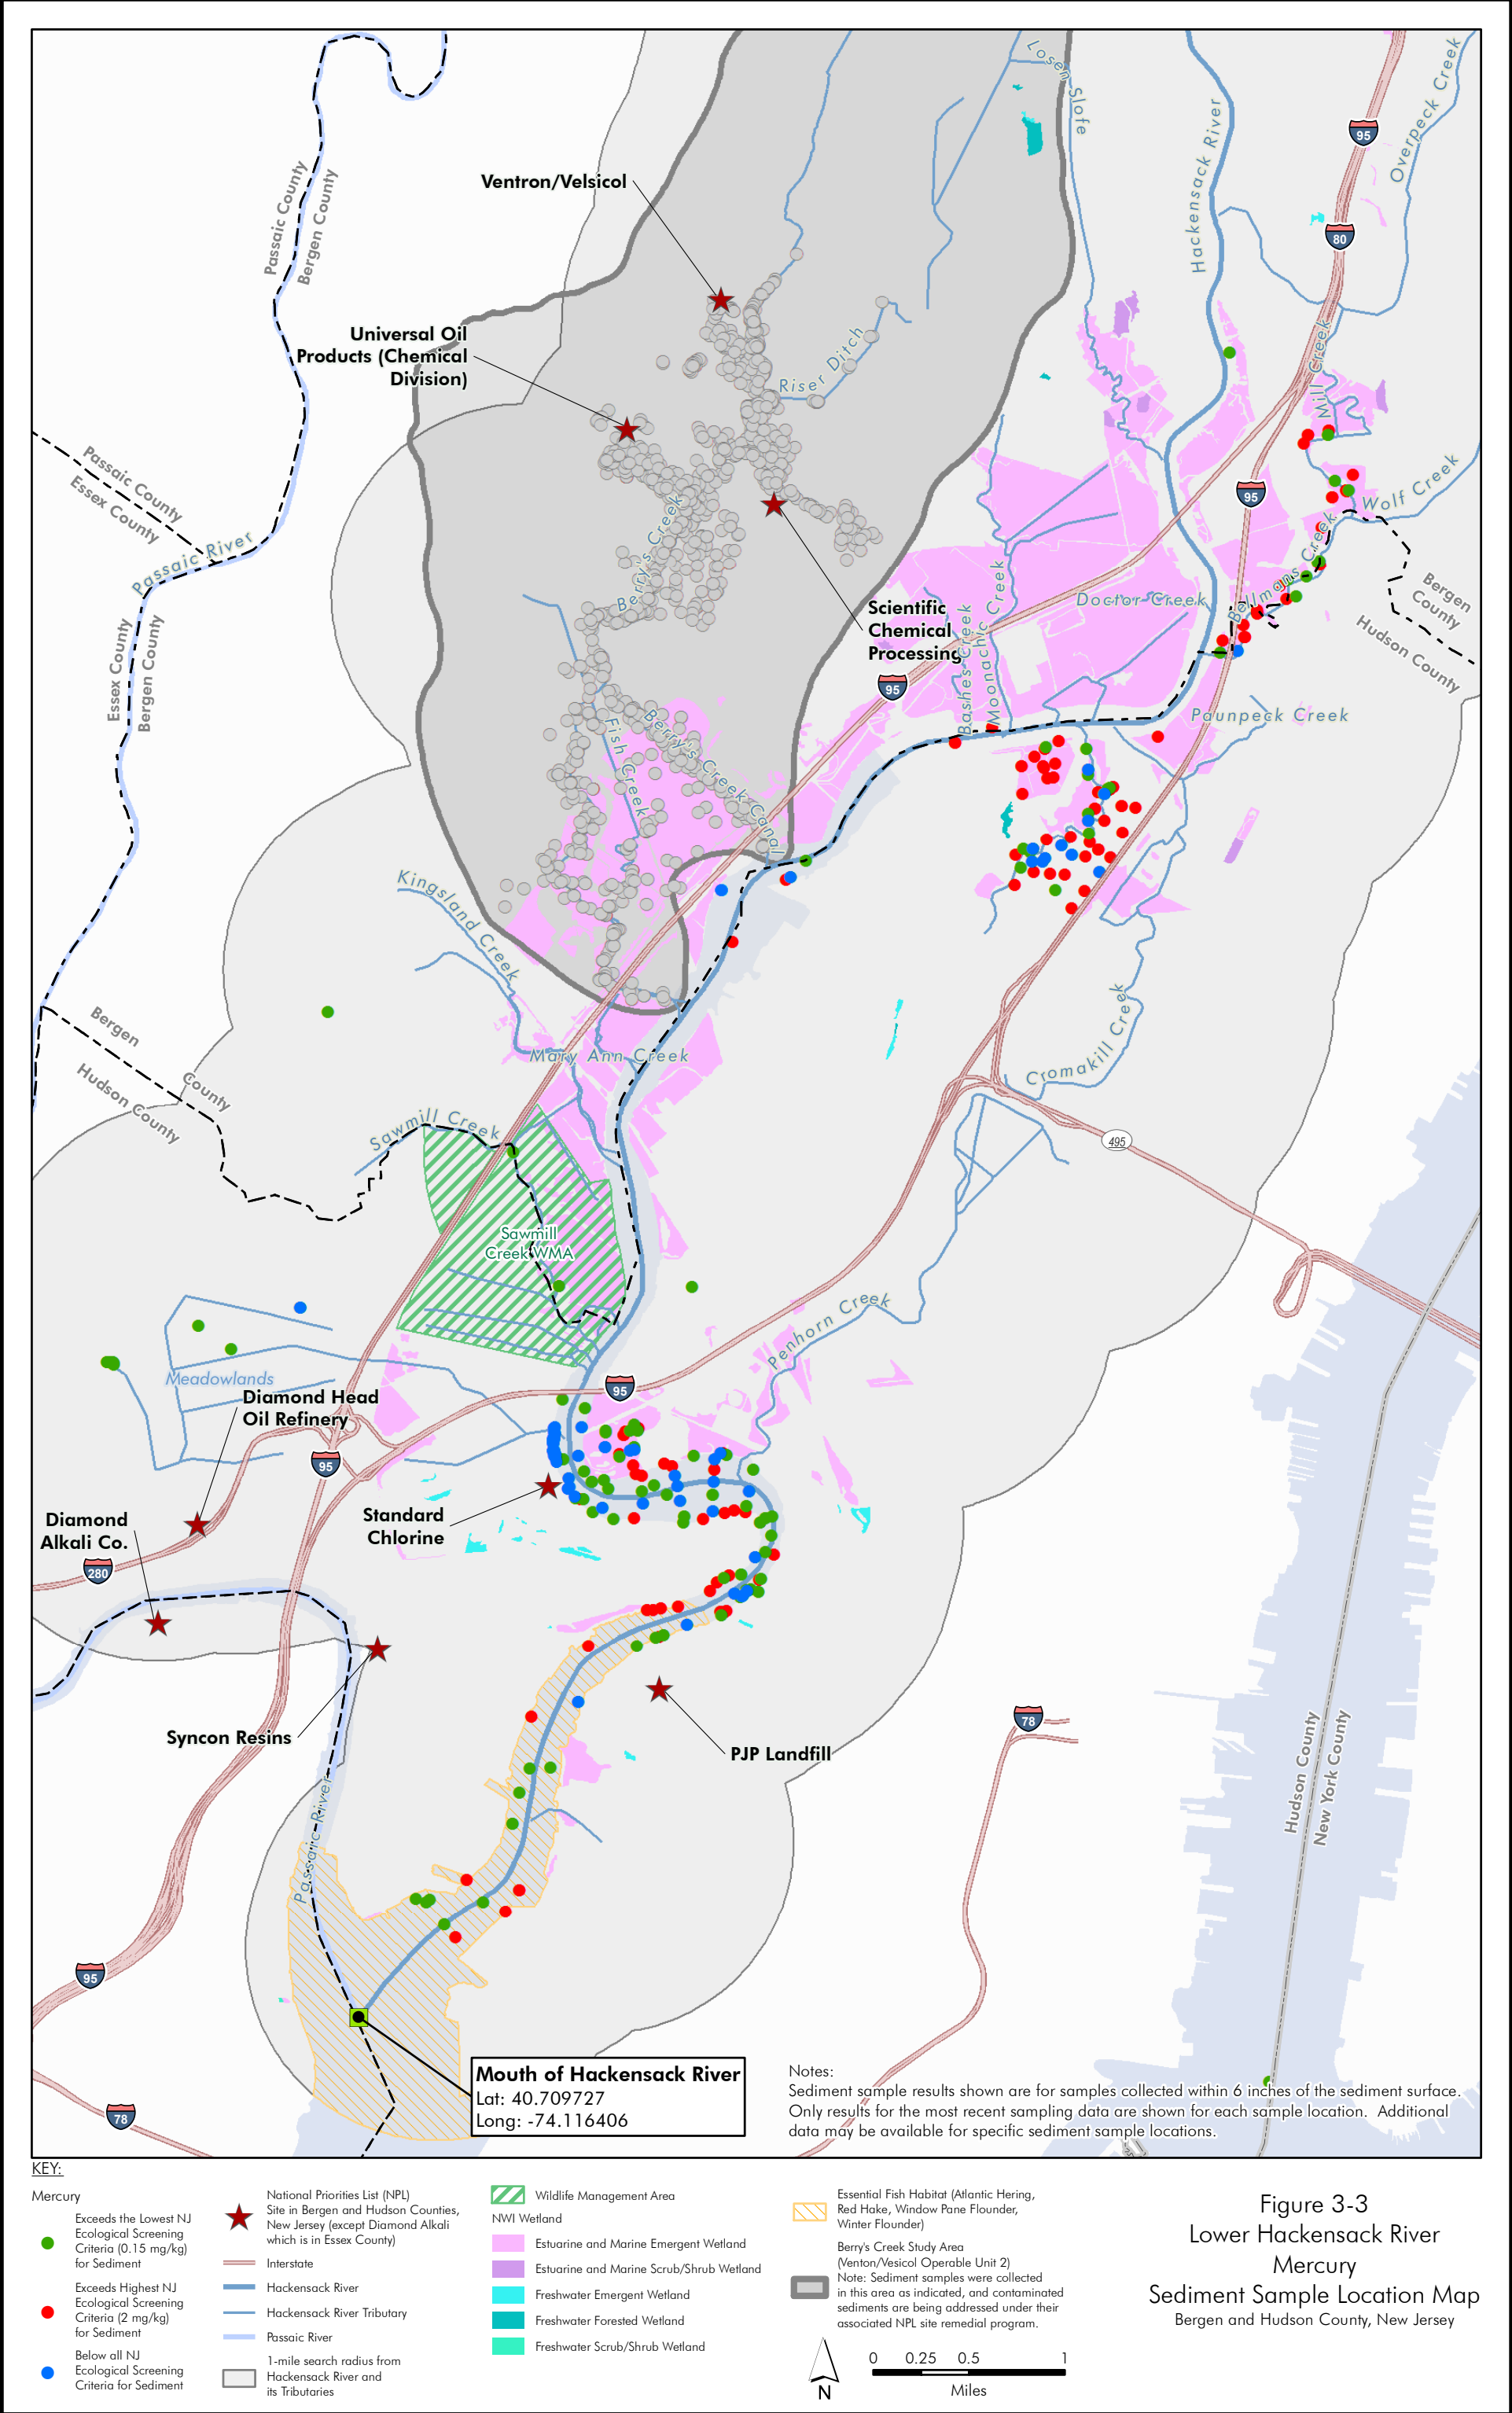 Losen Slofe
Hackensack River
95
Overpeck Creek
80
Passaic County
Bergen County
Ventron/Velsicol
Universal Oil
Products (Chemical
Division)
Riser Ditch
Mill Creek
Passaic County
Essex County
Passaic River
95
Wolf Creek
Berry's Creek
Bellmans Creek
Bergen
County
Hudson County
Essex County
Bergen County
Scientific
Chemical
Processing
Doctor Creek
Bashes Creek
Moonachic Creek
95
Paunpeck Creek
Fish Creek
Berry's Creek Canal
Kingsland Creek
Bergen
County
Hudson County
Mary Ann Creek
Cromakill Creek
Sawmill Creek
495
Sawmill
Creek WMA
Penhorn Creek
Meadowlands
95
Diamond Head
Oil Refinery
95
Diamond
Alkali Co.
280
Standard
Chlorine
Syncon Resins
PJP Landfill
78
Hudson County
New York County
Passaic River
95
78
Mouth of Hackensack River
Lat: 40.709727
Long: -74.116406
Notes:
Sediment sample results shown are for samples collected within 6 inches of the sediment surface.
Only results for the most recent sampling data are shown for each sample location. Additional
data may be available for specific sediment sample locations.
KEY:
Mercury
Exceeds the Lowest NJ
Ecological Screening
Criteria (0.15 mg/kg)
for Sediment
Exceeds Highest NJ
Ecological Screening
Criteria (2 mg/kg)
for Sediment
Below all NJ
Ecological Screening
Criteria for Sediment
National Priorities List (NPL)
Site in Bergen and Hudson Counties,
New Jersey (except Diamond Alkali
which is in Essex County)
Interstate
Hackensack River
Hackensack River Tributary
Passaic River
1-mile search radius from
Hackensack River and
its Tributaries
Wildlife Management Area
NWI Wetland
Estuarine and Marine Emergent Wetland
Estuarine and Marine Scrub/Shrub Wetland
Freshwater Emergent Wetland
Freshwater Forested Wetland
Freshwater Scrub/Shrub Wetland
Essential Fish Habitat (Atlantic Hering,
Red Hake, Window Pane Flounder,
Winter Flounder)
Berry's Creek Study Area
(Venton/Vesicol Operable Unit 2)
Note: Sediment samples were collected
in this area as indicated, and contaminated
sediments are being addressed under their
associated NPL site remedial program.
N
0 0.25 0.5 1
Miles
Figure 3-3
Lower Hackensack River
Mercury
Sediment Sample Location Map
Bergen and Hudson County, New Jersey